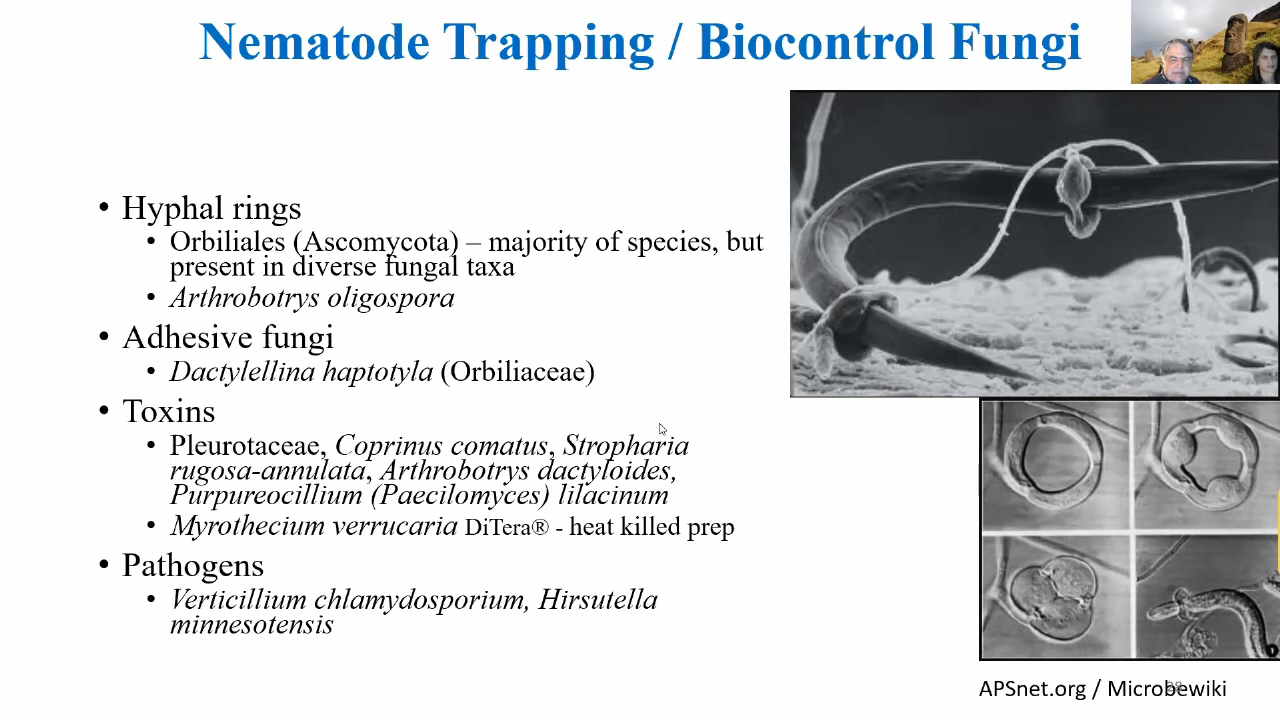 Nematode Trapping / Biocontrol Fungi
• Hyphal rings
• Orbiliales (Ascomycota) – majority of species, but
present in diverse fungal taxa
• Arthrobotrys oligospora
• Adhesive fungi
• Dactylellina haptotyla (Orbiliaceae)
• Toxins
• Pleurotaceae, Coprinus comatus, Stropharia
rugosa-annulata, Arthrobotrys dactyloides,
Purpureocillium (Paecilomyces) lilacinum
• Myrothecium verrucaria DiTera® - heat killed prep
• Pathogens
• Verticillium chlamydosporium, Hirsutella
minnesotensis
APSnet.org / Microbewiki